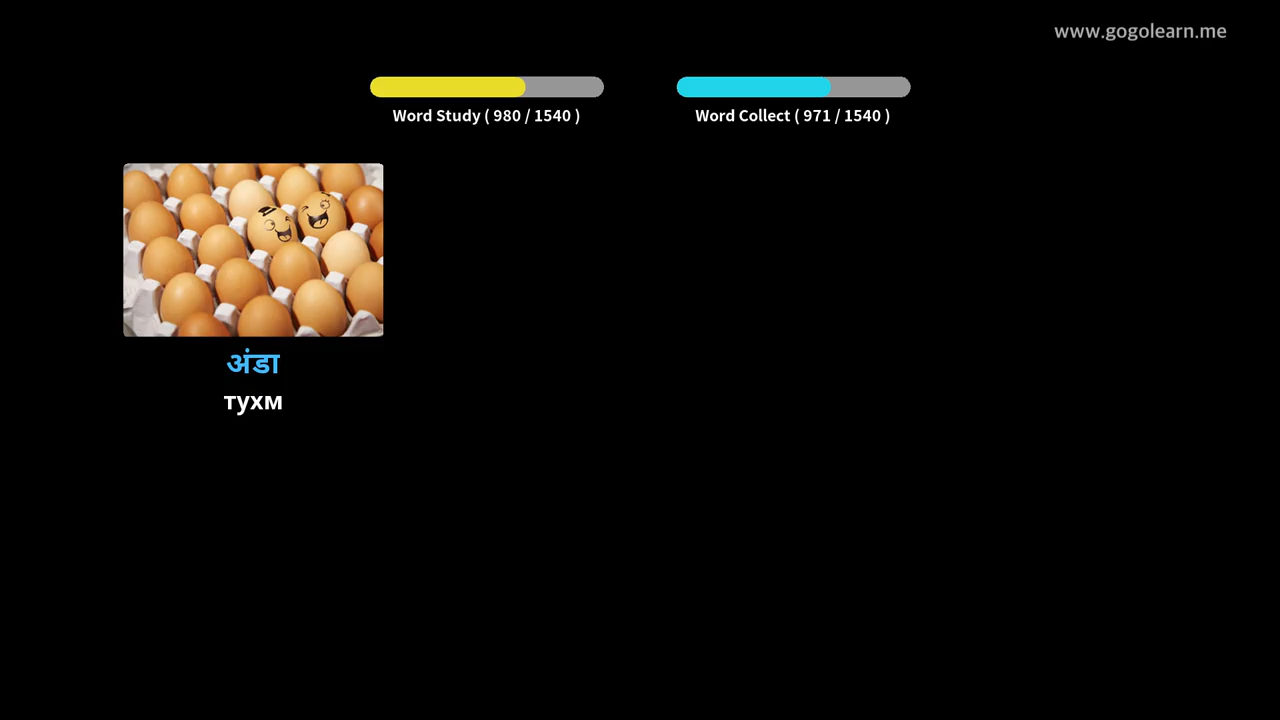 www.gogolearn.me
Word Study ( 980 / 1540 )
Word Collect ( 971 / 1540 )
अंडा
тухм